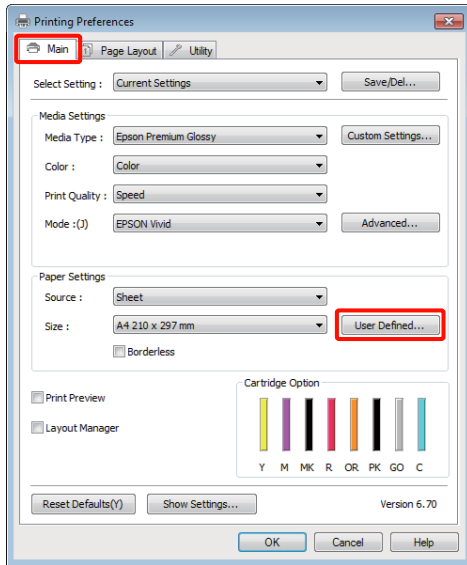 Printing Preferences
Main Page Layout Utility
Select Setting : Current Settings Save/Del...
Media Settings
Media Type : Epson Premium Glossy Custom Settings...
Color : Color
Print Quality : Speed
Mode :(J) EPSON Vivid Advanced...
Paper Settings
Source : Sheet
Size : A4 210 x 297 mm User Defined...
Borderless
Print Preview
Layout Manager
Cartridge Option
Y M MK R OR PK GO C
Reset Defaults(Y) Show Settings... Version 6.70
OK Cancel Help